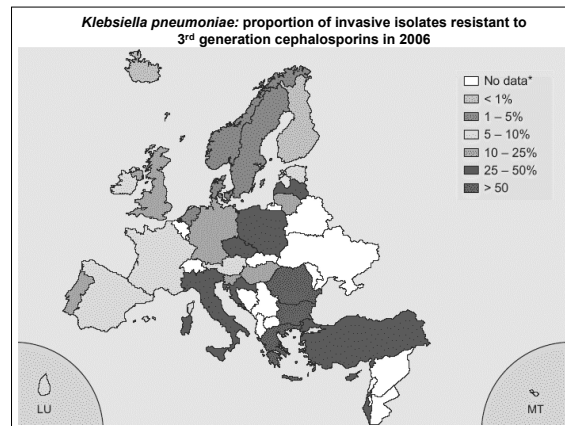 Klebsiella pneumoniae: proportion of invasive isolates resistant to
3rd generation cephalosporins in 2006
No data*
< 1%
1 – 5%
5 – 10%
10 – 25%
25 – 50%
> 50
LU
MT